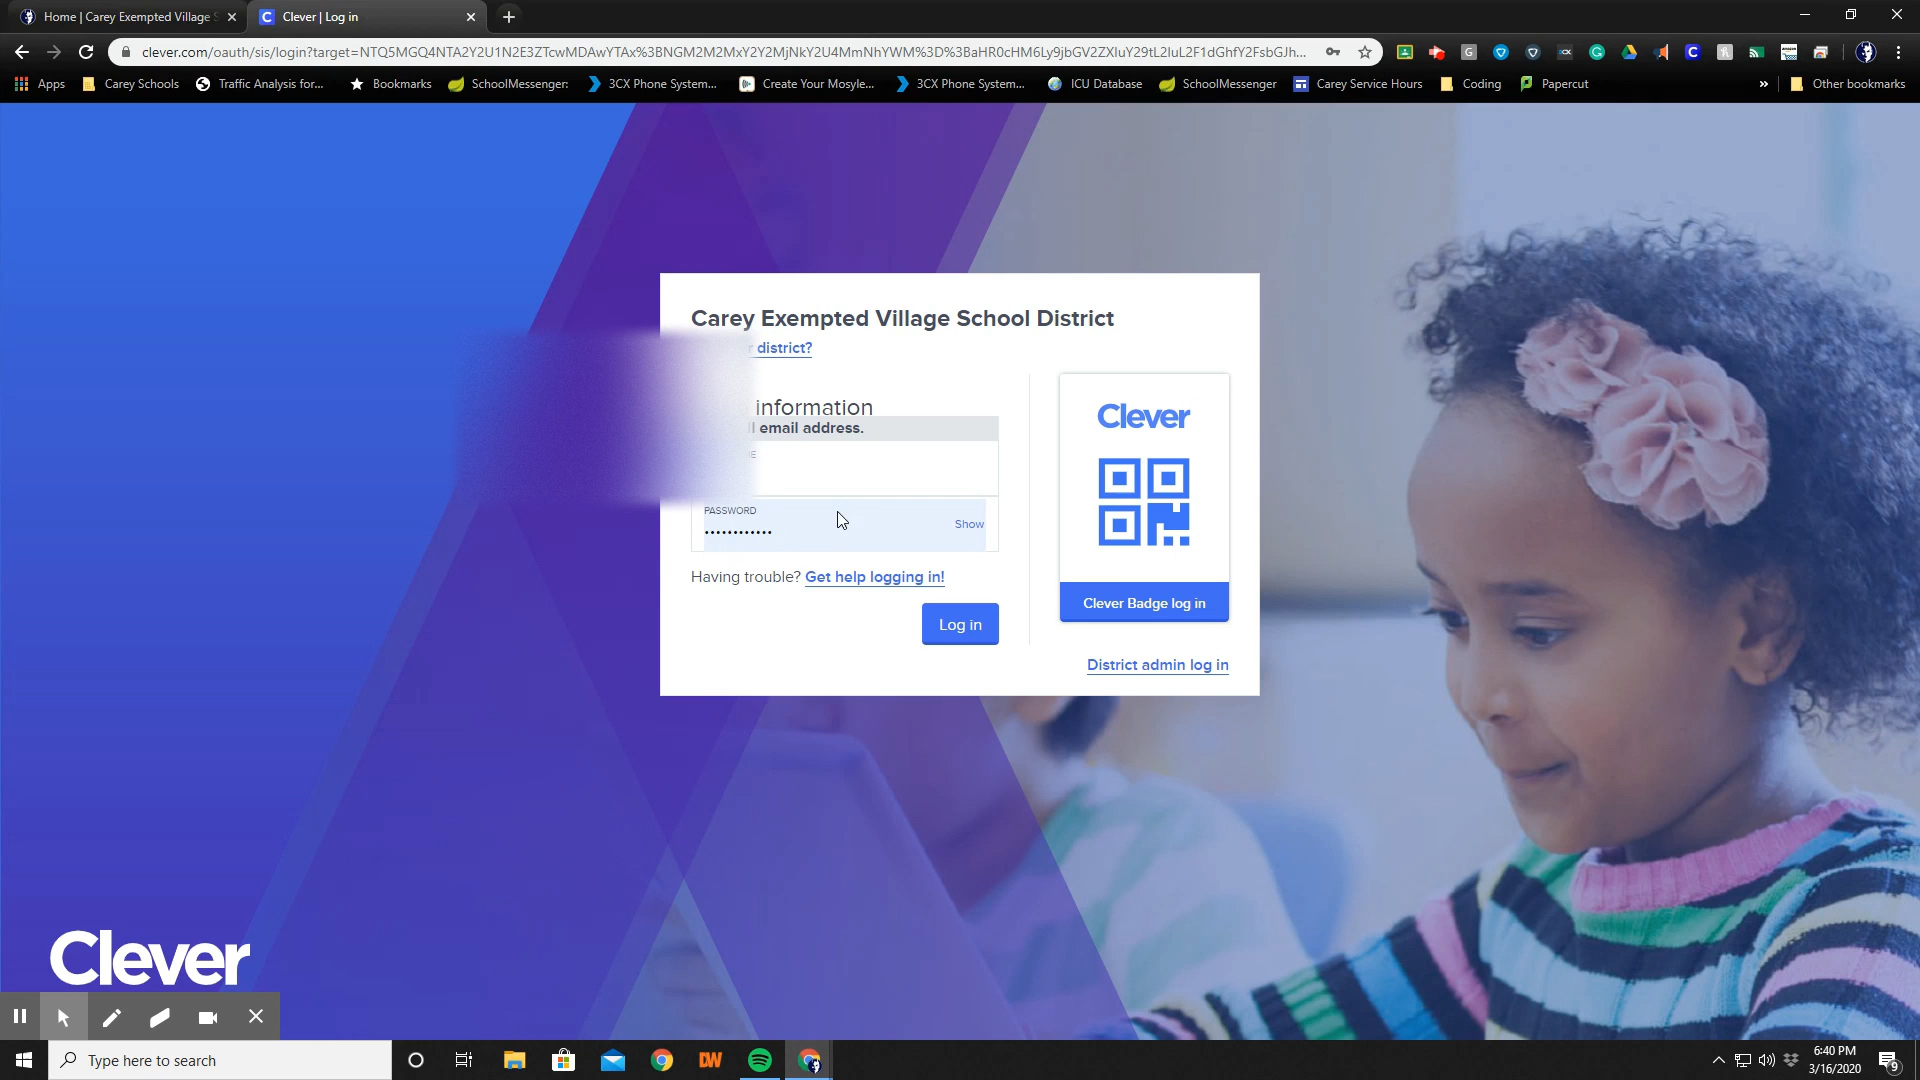 Home | Carey Exempted Village S
Clever | Log in
clever.com/oauth/sis/login?target=NTQ5MGQ4NTA2Y2U1N2E3ZTcwMDAwYTAx%3BNGM2M2MxY2Y2MjNkY2U4MmNhYWM%3D%3BaHR0cHM6Ly9jbGV2ZXIuY29tL2luL2F1dGhfY2FsbGJh...
Apps
Carey Schools
Traffic Analysis for...
Bookmarks
SchoolMessenger:
3CX Phone System...
Create Your Mosyle...
3CX Phone System...
ICU Database
SchoolMessenger
Carey Service Hours
Coding
Papercut
»
Other bookmarks
Carey Exempted Village School District
district?
information
email address.
PASSWORD
••••••••••••
Show
Having trouble? Get help logging in!
Log in
Clever
Clever Badge log in
District admin log in
Clever
Type here to search
DW
6:40 PM
3/16/2020
9